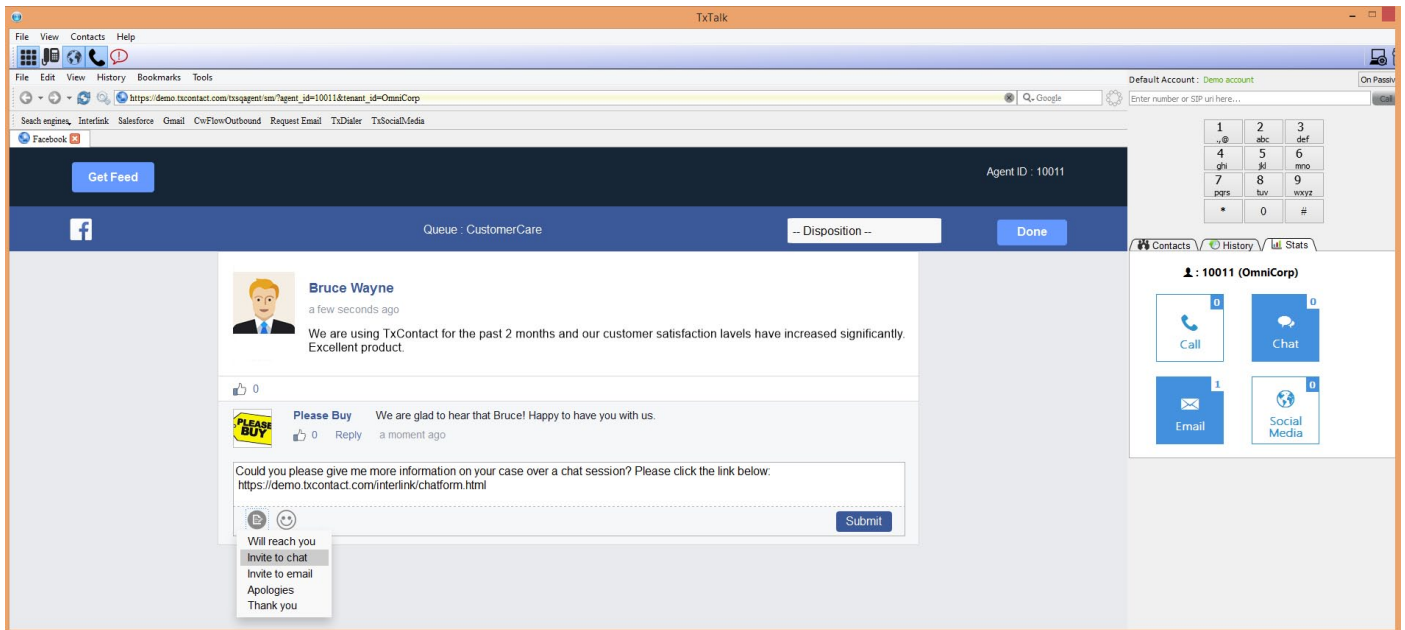 TxTalk
File View Contacts Help
File Edit View History Bookmarks Tools
https://demo.txcontact.com/txsqagent/sm/?agent_id=10011&tenant_id=OmniCorp
Google
Seach engines Interlink Salesforce Gmail CwFlowOutbound Request Email TxDialer TxSocialMedia
Facebook
Get Feed
Agent ID : 10011
Queue : CustomerCare
-- Disposition --
Done
Bruce Wayne
a few seconds ago
We are using TxContact for the past 2 months and our customer satisfaction lavels have increased significantly.
Excellent product.
0
PLEASE
BUY
Please Buy We are glad to hear that Bruce! Happy to have you with us.
0 Reply a moment ago
Could you please give me more information on your case over a chat session? Please click the link below:
https://demo.txcontact.com/interlink/chatform.html
Submit
Will reach you
Invite to chat
Invite to email
Apologies
Thank you
Default Account : Demo account
On Passiv
Enter number or SIP uri here...
Call
1 2 3
.,@ abc def
4 5 6
ghi jkl mno
7 8 9
pqrs tuv wxyz
* 0 #
Contacts History Stats
: 10011 (OmniCorp)
0 0
Call Chat
1 0
Email Social
Media